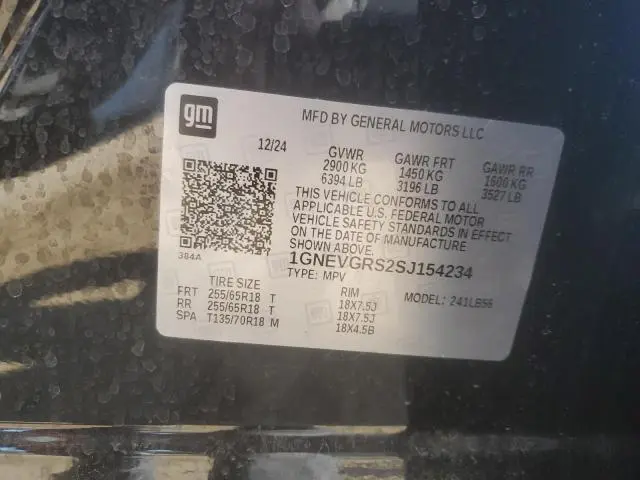 gm
MFD BY GENERAL MOTORS LLC
12/24 GVWR GAWR FRT GAWR RR
2900 KG 1450 KG 1600 KG
6394 LB 3196 LB 3527 LB
THIS VEHICLE CONFORMS TO ALL
APPLICABLE U.S. FEDERAL MOTOR
VEHICLE SAFETY STANDARDS IN
EFFECT ON THE DATE OF MANUFACTURE
SHOWN ABOVE.
384A
1GNEVGRS2SJ154234
TYPE: MPV
TIRE SIZE RIM MODEL: 241LB56
FRT 255/65R18 T 18X7.5J
RR 255/65R18 T 18X7.5J
SPA T135/70R18 M 18X4.5B